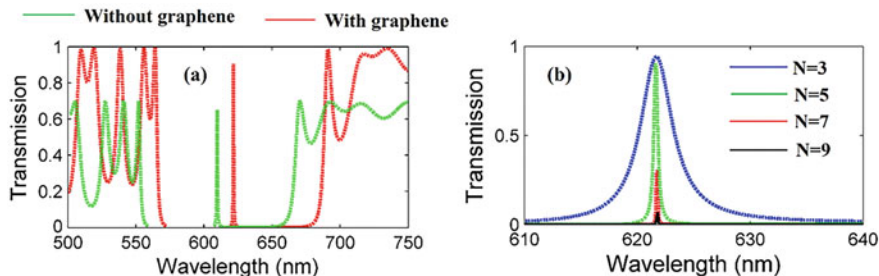 Without graphene
With graphene
Transmission
1
0.8
0.6
0.4
0.2
0
(a)
500
550
600
650
700
750
Wavelength (nm)
Transmission
1
0.5
0
(b)
N=3
N=5
N=7
N=9
610
620
630
640
Wavelength (nm)